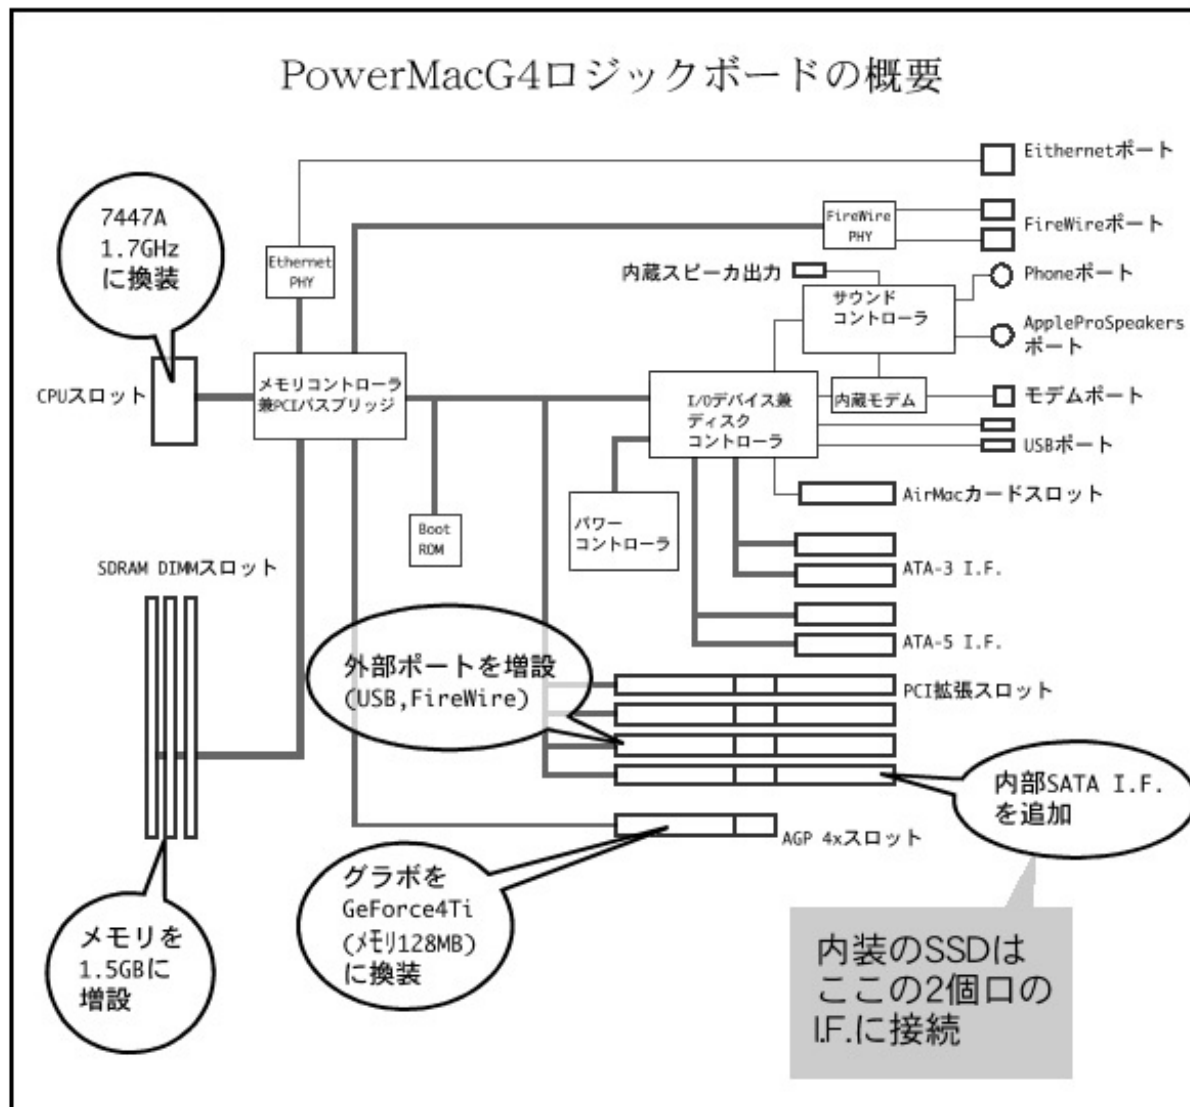 PowerMacG4ロジックボードの概要
Eithernetポート
7447A
1.7GHz
に換装
FireWire
PHY
FireWireポート
Ethernet
PHY
内蔵スピーカ出力
Phoneポート
サウンド
コントローラ
AppleProSpeakers
ポート
CPUスロット
メモリコントローラ
兼PCIバスブリッジ
I/Oデバイス兼
ディスク
コントローラ
内蔵モデム
モデムポート
USBポート
AirMacカードスロット
パワー
コントローラ
Boot
ROM
SDRAM DIMMスロット
ATA-3 I.F.
ATA-5 I.F.
外部ポートを増設
(USB,FireWire)
PCI拡張スロット
内部SATA I.F.
を追加
AGP 4xスロット
グラボを
GeForce4Ti
(ﾒﾓﾘ128MB)
に換装
メモリを
1.5GBに
増設
内装のSSDは
ここの2個口の
I.F.に接続